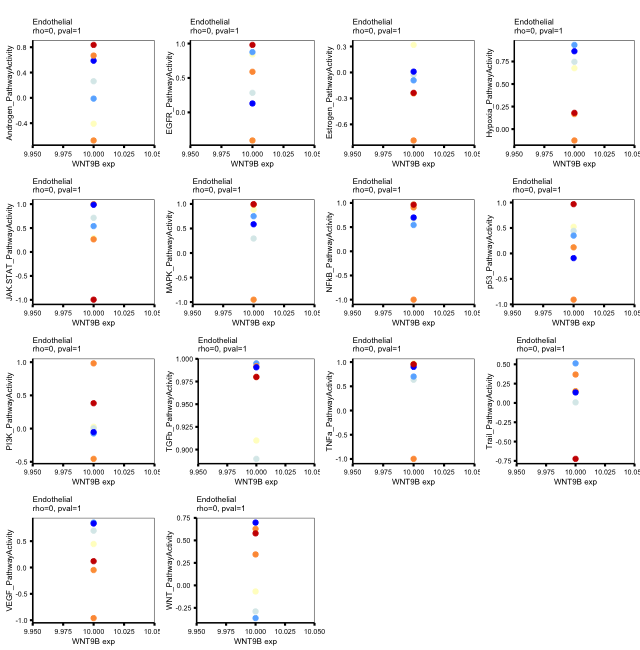 Endothelial
rho=0, pval=1
Androgen_PathwayActivity
0.8
0.4
0.0
-0.4
9.950 9.975 10.000 10.025 10.05
WNT9B exp
Endothelial
rho=0, pval=1
EGFR_PathwayActivity
1.0
0.5
0.0
9.950 9.975 10.000 10.025 10.05
WNT9B exp
Endothelial
rho=0, pval=1
Estrogen_PathwayActivity
0.3
0.0
-0.3
-0.6
9.950 9.975 10.000 10.025 10.05
WNT9B exp
Endothelial
rho=0, pval=1
Hypoxia_PathwayActivity
0.75
0.50
0.25
0.00
9.950 9.975 10.000 10.025 10.05
WNT9B exp
Endothelial
rho=0, pval=1
JAK.STAT_PathwayActivity
1.0
0.5
0.0
-0.5
-1.0
9.950 9.975 10.000 10.025 10.05
WNT9B exp
Endothelial
rho=0, pval=1
MAPK_PathwayActivity
1.0
0.5
0.0
-0.5
-1.0
9.950 9.975 10.000 10.025 10.05
WNT9B exp
Endothelial
rho=0, pval=1
NFkB_PathwayActivity
1.0
0.5
0.0
-0.5
-1.0
9.950 9.975 10.000 10.025 10.05
WNT9B exp
Endothelial
rho=0, pval=1
p53_PathwayActivity
1.0
0.5
0.0
-0.5
-1.0
9.950 9.975 10.000 10.025 10.05
WNT9B exp
Endothelial
rho=0, pval=1
PI3K_PathwayActivity
1.0
0.5
0.0
-0.5
9.950 9.975 10.000 10.025 10.05
WNT9B exp
Endothelial
rho=0, pval=1
TGFb_PathwayActivity
1.000
0.975
0.950
0.925
0.900
9.950 9.975 10.000 10.025 10.05
WNT9B exp
Endothelial
rho=0, pval=1
TNFa_PathwayActivity
1.0
0.5
0.0
-0.5
-1.0
9.950 9.975 10.000 10.025 10.05
WNT9B exp
Endothelial
rho=0, pval=1
Trail_PathwayActivity
0.50
0.25
0.00
-0.25
-0.50
-0.75
9.950 9.975 10.000 10.025 10.05
WNT9B exp
Endothelial
rho=0, pval=1
VEGF_PathwayActivity
0.5
0.0
-0.5
-1.0
9.950 9.975 10.000 10.025 10.05
WNT9B exp
Endothelial
rho=0, pval=1
WNT_PathwayActivity
0.75
0.50
0.25
0.00
-0.25
9.950 9.975 10.000 10.025 10.050
WNT9B exp